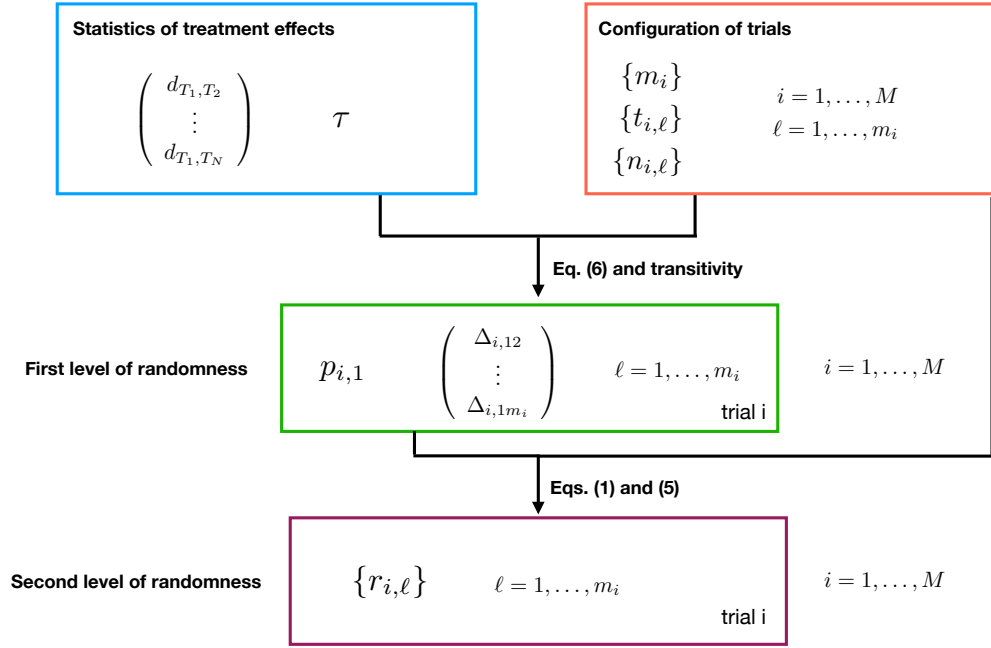 Statistics of treatment effects
d_{T_1,T_2}
⋮
d_{T_1,T_N}
τ
Configuration of trials
{m_i}
{t_{i,ℓ}}
{n_{i,ℓ}}
i = 1, . . . , M
ℓ = 1, . . . , m_i
Eq. (6) and transitivity
First level of randomness
p_{i,1}
Δ_{i,12}
⋮
Δ_{i,1m_i}
ℓ = 1, . . . , m_i
trial i
i = 1, . . . , M
Eqs. (1) and (5)
Second level of randomness
{r_{i,ℓ}}
ℓ = 1, . . . , m_i
trial i
i = 1, . . . , M